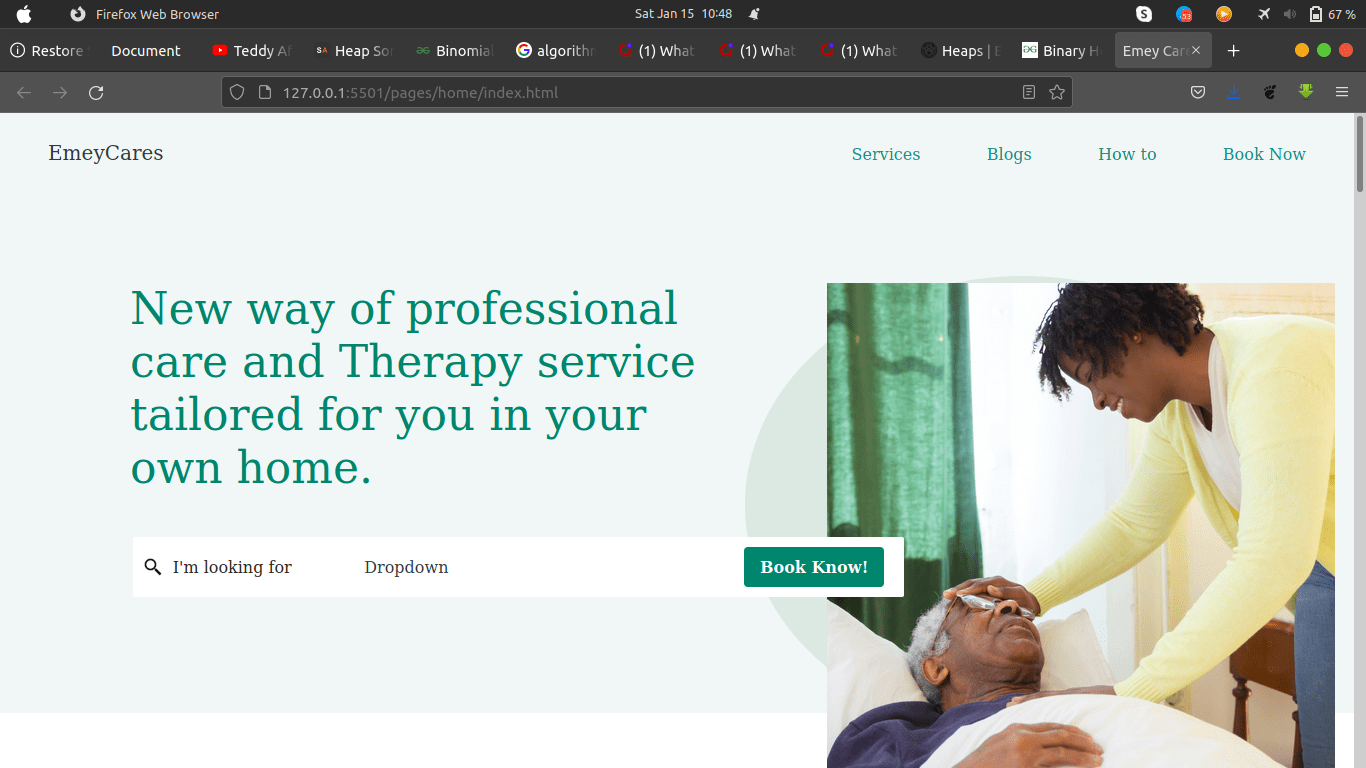 Firefox Web Browser
Sat Jan 15 10:48
53
67 %
Restore
Document
Teddy Af
Heap Sor
Binomial
algorithm
(1) What
(1) What
(1) What
Heaps |
Binary H
Emey Car
127.0.0.1:5501/pages/home/index.html
EmeyCares
Services
Blogs
How to
Book Now
New way of professional
care and Therapy service
tailored for you in your
own home.
I'm looking for
Dropdown
Book Know!